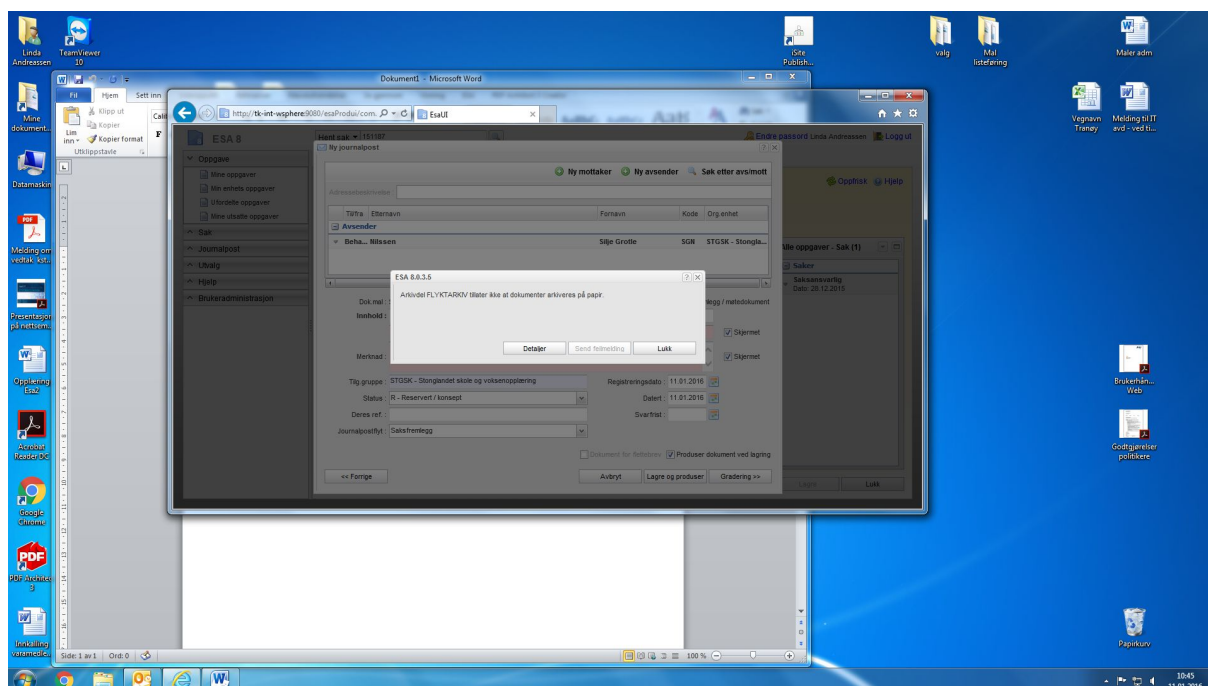 Linda
Andreassen
TeamViewer
10
iSite
Publish...
valg
Mal
listeføring
Maler adm
Mine
dokument...
Datamaskin
Melding om
vedtak_kst...
Presentasjon
på nettsem...
Opplæring
EsaZ
Acrobat
Reader DC
Google
Chrome
PDF Architect
3
Innkalling
varamedle...
Vegnavn
Tranøy
Melding til IT
avd - ved ti...
Brukerhån...
Web
Godtgjørelser
politikere
Papirkurv
Dokument1 - Microsoft Word
Fil Hjem Sett inn
Lim
inn
Klipp ut
Kopier
Kopier format
Utklippstavle
Calil
F
http://tk-int-wsphere:9080/esaProdui/com.
EsaUI
ESA 8
Hent sak 151187
Endre passord Linda Andreassen Logg ut
Oppgave
Mine oppgaver
Min enhets oppgaver
Ufordelte oppgaver
Mine utsatte oppgaver
Sak
Journalpost
Utvalg
Hjelp
Brukeradministrasjon
Ny journalpost
Ny mottaker Ny avsender Søk etter avs/mott
Adressebeskrivelse :
Til/fra Etternavn Fornavn Kode Org.enhet
Avsender
Beha... Nilssen Silje Grotle SGN STGSK - Stongla...
ESA 8.0.3.5
Arkivdel FLYKTARKIV tillater ikke at dokumenter arkiveres på papir.
Detaljer Send feilmelding Lukk
Dok.mal :
legg / møtedokument
Innhold :
Skjermet
Merknad :
Skjermet
Tilg.gruppe : STGSK - Stonglandet skole og voksenopplæring
Registreringsdato : 11.01.2016
Status : R - Reservert / konsept
Datert : 11.01.2016
Deres ref. :
Svarfrist :
Journalpostflyt : Saksfremlegg
Dokument for flettebrev Produser dokument ved lagring
<< Forrige Avbryt Lagre og produser Gradering >>
Oppfrisk Hjelp
Alle oppgaver - Sak (1)
Saker
Saksansvarlig
Dato: 28.12.2015
Lagre Lukk
Side: 1 av 1 Ord: 0
100 %
10:45
11.01.2016